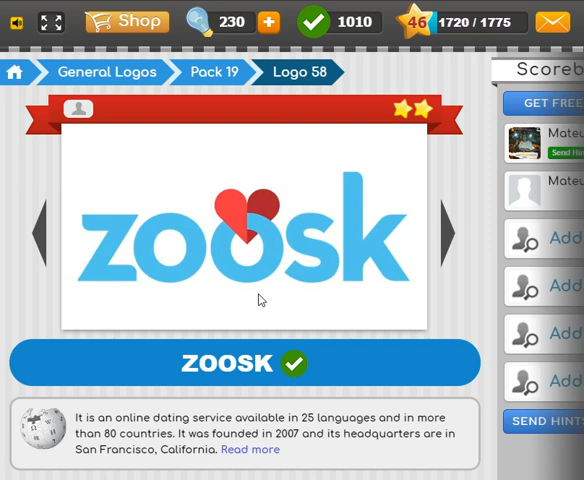 Shop
230
1010
46
1720 / 1775
General Logos
Pack 19
Logo 58
zoosk
ZOOSK
It is an online dating service available in 25 languages and in more
than 80 countries. It was founded in 2007 and its headquarters are in
San Francisco, California. Read more
Scoreb
GET FREE
Mateu
Send Hin
Mateu
Add
Add
Add
Add
SEND HINTS